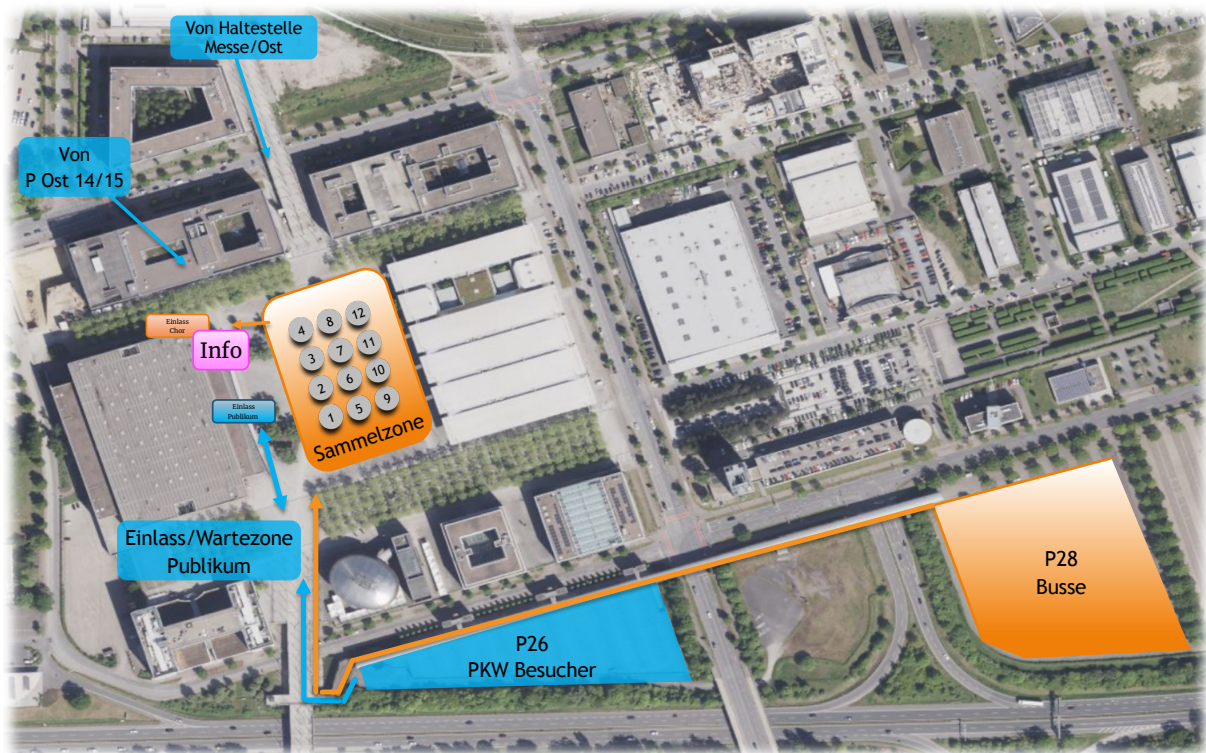 Von Haltestelle
Messe/Ost
Von
P Ost 14/15
Einlass
Chor
Info
4
8
12
3
7
11
2
6
10
1
5
9
Sammelzone
Einlass
Publikum
Einlass/Wartezone
Publikum
P28
Busse
P26
PKW Besucher